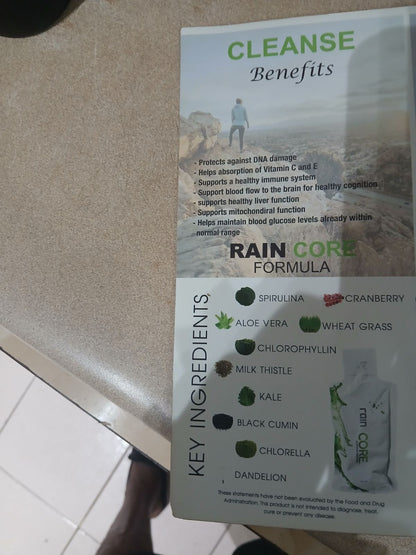 CLEANSE
Benefits
- Protects against DNA damage
- Helps absorption of Vitamin C and E
- Supports a healthy immune system
- Support blood flow to the brain for healthy cognition
- supports healthy liver function
- Supports mitochondrial function
- Helps maintain blood glucose levels already within
normal range
RAIN CORE
FORMULA
KEY INGREDIENTS
SPIRULINA
CRANBERRY
ALOE VERA
WHEAT GRASS
CHLOROPHYLLIN
MILK THISTLE
KALE
BLACK CUMIN
CHLORELLA
DANDELION
rain CORE
These statements have not been evaluated by the Food and Drug
Administration. This product is not intended to diagnose, treat,
cure or prevent any disease.